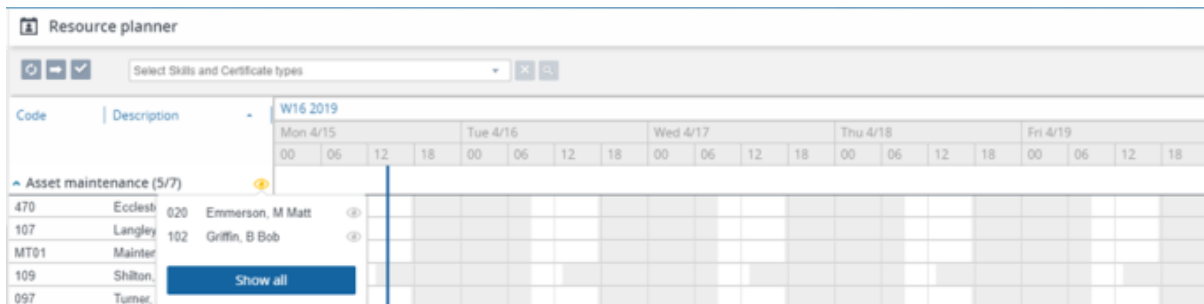 Resource planner
Select Skills and Certificate types
Code Description W16 2019
Mon 4/15 Tue 4/16 Wed 4/17 Thu 4/18 Fri 4/19
00 06 12 18 00 06 12 18 00 06 12 18 00 06 12 18 00 06 12 18
Asset maintenance (5/7)
470 Ecclest
020 Emmerson, M Matt
107 Langley
102 Griffin, B Bob
MT01 Mainter
109 Shilton,
Show all
097 Turner,